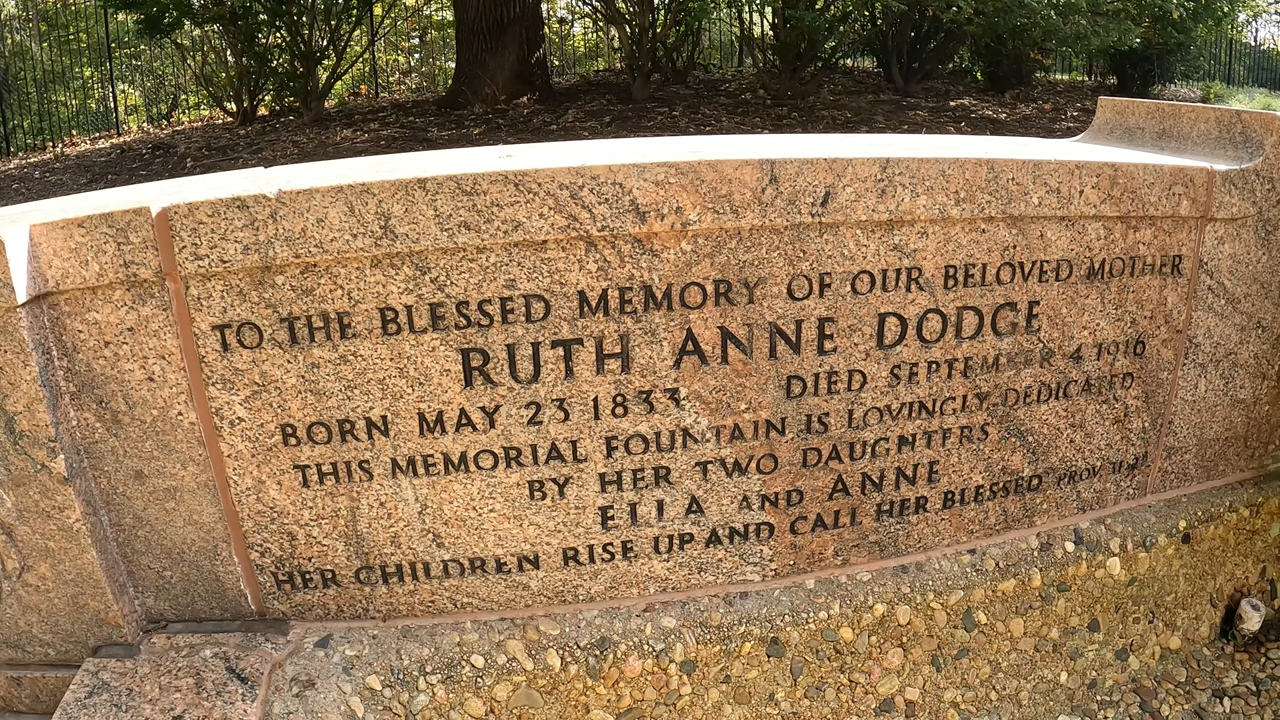 TO THE BLESSED MEMORY OF OUR BELOVED MOTHER
RUTH ANNE DODGE
BORN MAY 23 1833 DIED SEPTEMBER 4 1916
THIS MEMORIAL FOUNTAIN IS LOVINGLY DEDICATED
BY HER TWO DAUGHTERS
ELLA AND ANNE
HER CHILDREN RISE UP AND CALL HER BLESSED PROV